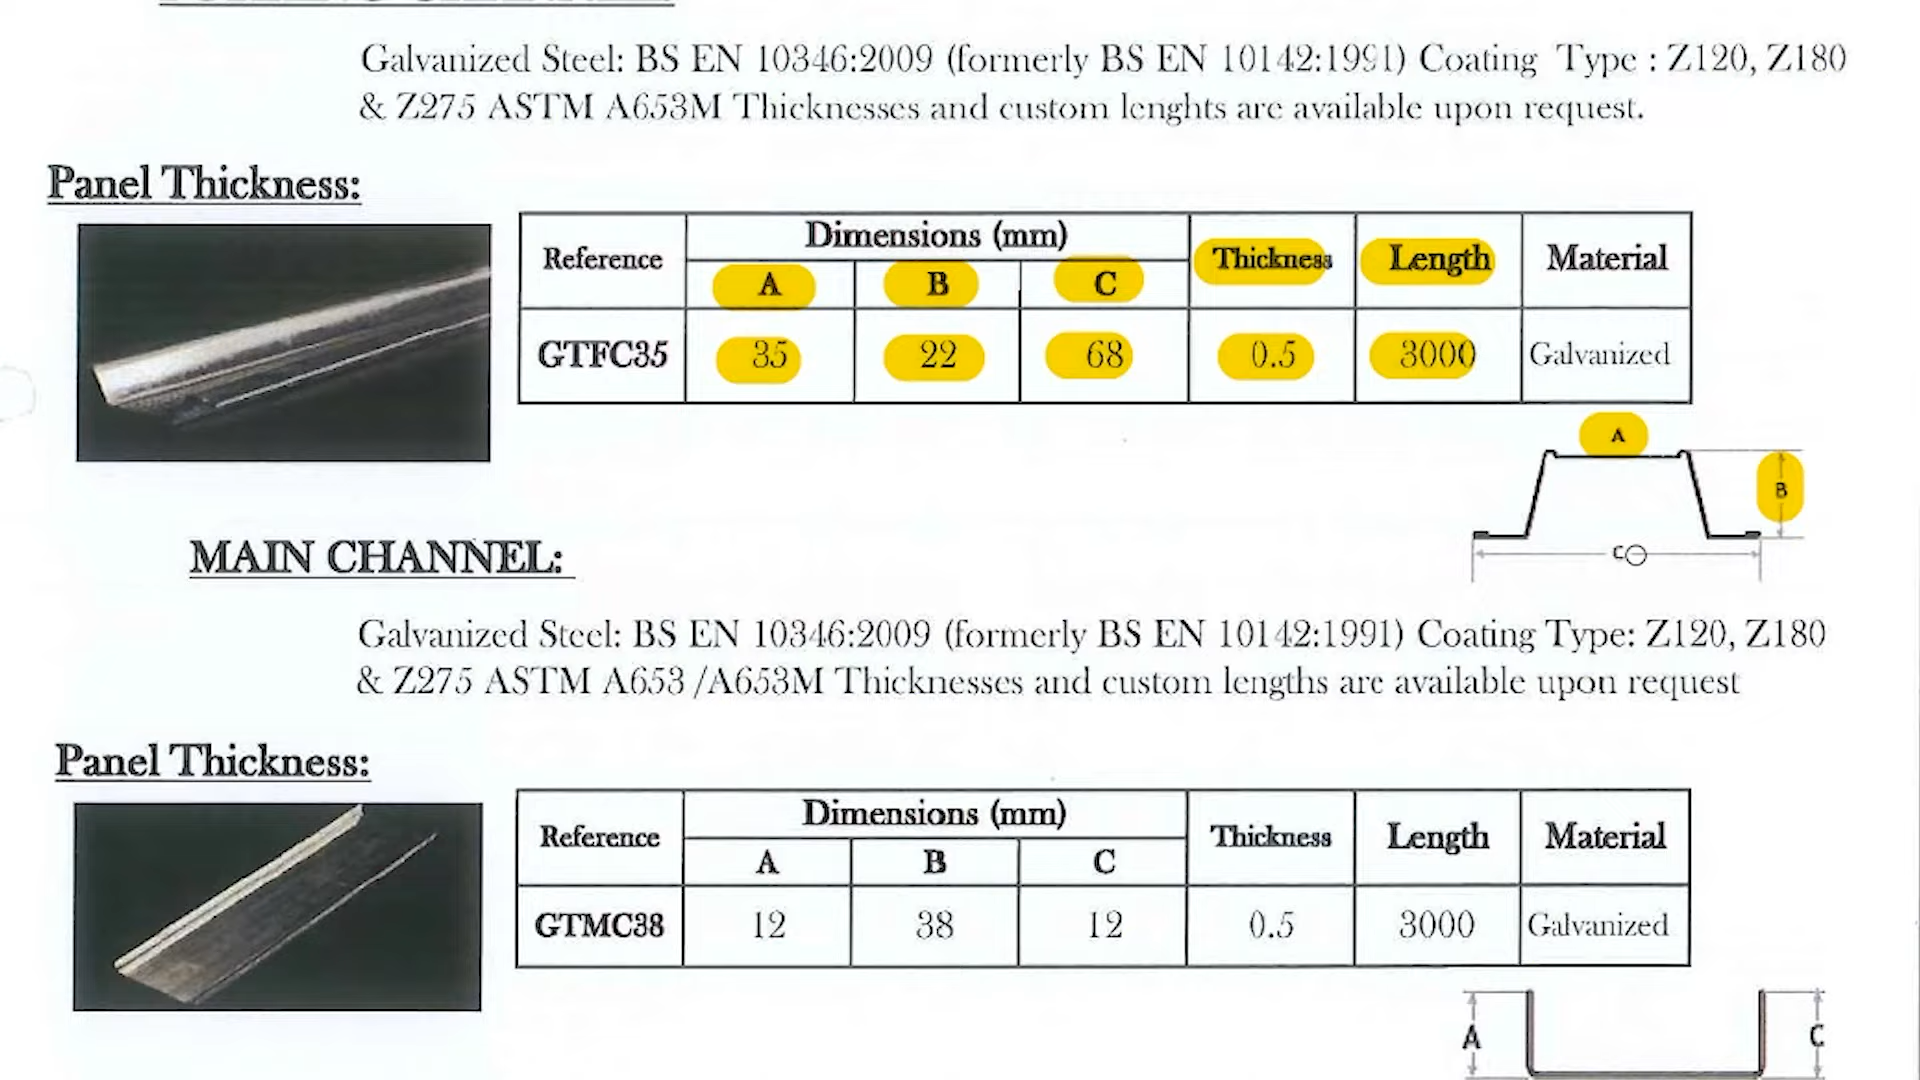 Galvanized Steel: BS EN 10346:2009 (formerly BS EN 10142:1991) Coating Type : Z120, Z180
& Z275 ASTM A653M Thicknesses and custom lenghts are available upon request.
Panel Thickness:
Reference Dimensions (mm) Thickness Length Material
A B C
GTFC35 35 22 68 0.5 3000 Galvanized
A
B
C
MAIN CHANNEL:
Galvanized Steel: BS EN 10346:2009 (formerly BS EN 10142:1991) Coating Type: Z120, Z180
& Z275 ASTM A653 /A653M Thicknesses and custom lengths are available upon request
Panel Thickness:
Reference Dimensions (mm) Thickness Length Material
A B C
GTMC38 12 38 12 0.5 3000 Galvanized
A C